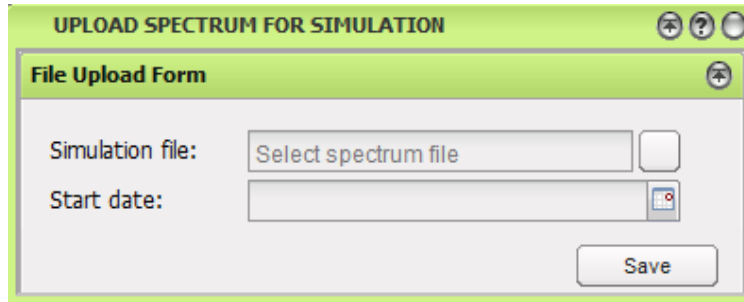 UPLOAD SPECTRUM FOR SIMULATION
?
File Upload Form
Simulation file: Select spectrum file
Start date:
Save